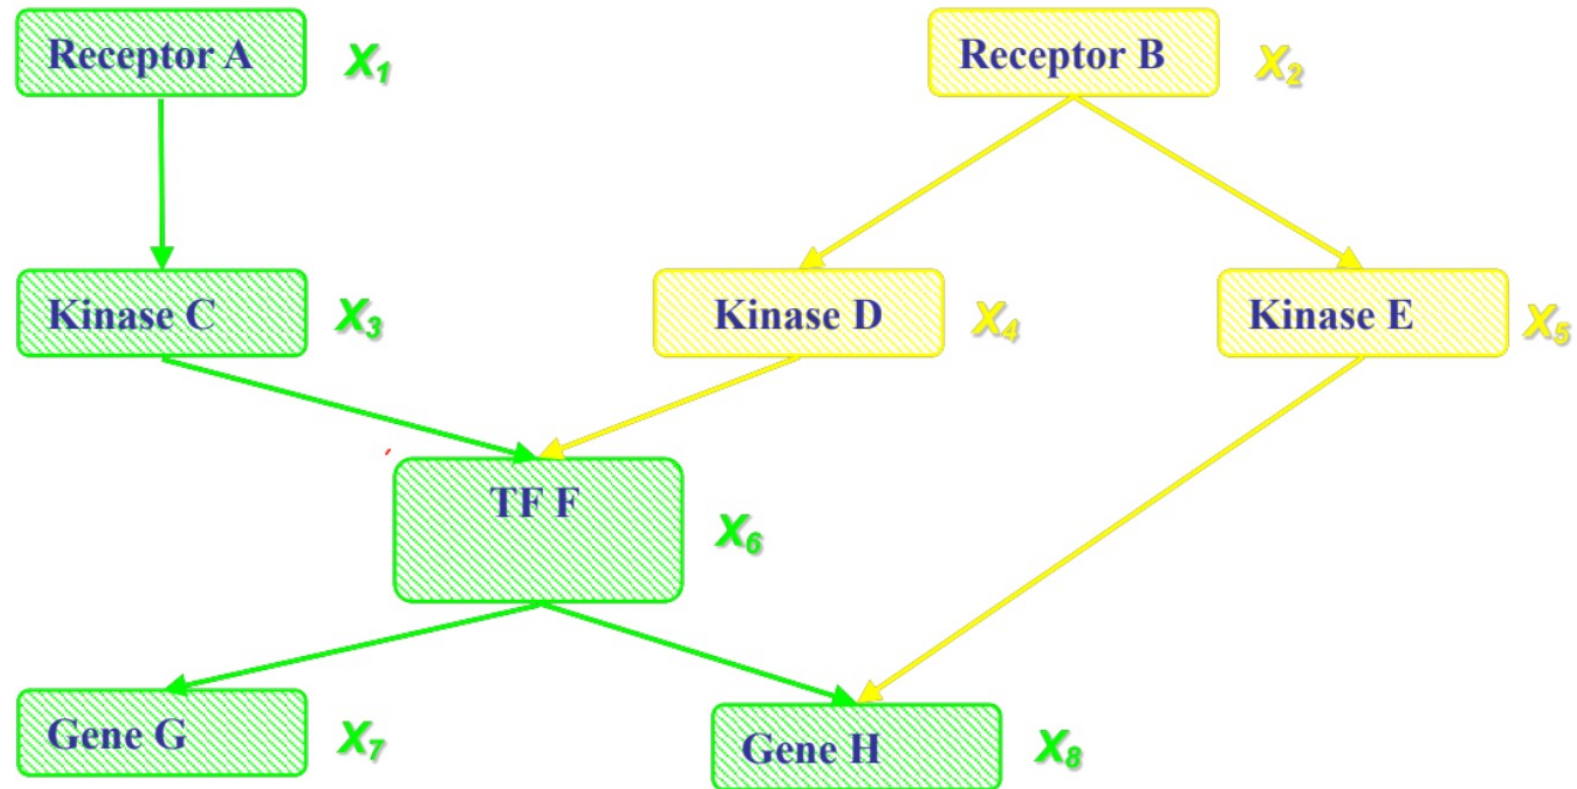 Receptor A
X₁
Receptor B
X₂
Kinase C
X₃
Kinase D
X₄
Kinase E
X₅
TF F
X₆
Gene G
X₇
Gene H
X₈